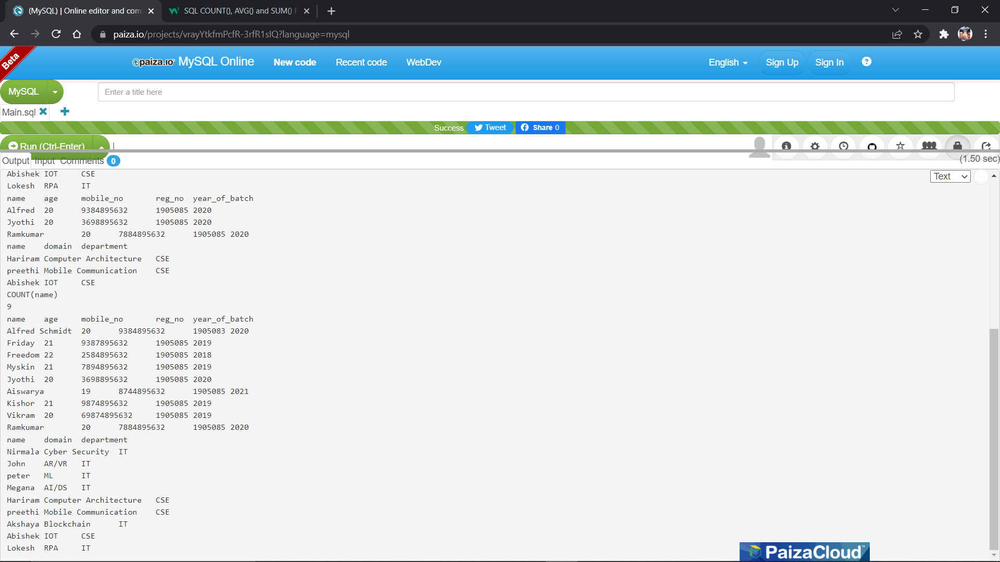 (MySQL) | Online editor and com
SQL COUNT(), AVG() and SUM() F
paiza.io/projects/vrayYtkfmPcfR-3rfR1slQ?language=mysql
Beta
paiza.io MySQL Online New code Recent code WebDev English Sign Up Sign In
MySQL Enter a title here
Main.sql
Success Tweet Share 0
Run (Ctrl-Enter)
Output Input Comments 0 (1.50 sec)
Text
Abishek IOT CSE
Lokesh RPA IT
name age mobile_no reg_no year_of_batch
Alfred 20 9384895632 1905085 2020
Jyothi 20 3698895632 1905085 2020
Ramkumar 20 7884895632 1905085 2020
name domain department
Hariram Computer Architecture CSE
preethi Mobile Communication CSE
Abishek IOT CSE
COUNT(name)
9
name age mobile_no reg_no year_of_batch
Alfred Schmidt 20 9384895632 1905083 2020
Friday 21 9387895632 1905085 2019
Freedom 22 2584895632 1905085 2018
Myskin 21 7894895632 1905085 2019
Jyothi 20 3698895632 1905085 2020
Aiswarya 19 8744895632 1905085 2021
Kishor 21 9874895632 1905085 2019
Vikram 20 69874895632 1905085 2019
Ramkumar 20 7884895632 1905085 2020
name domain department
Nirmala Cyber Security IT
John AR/VR IT
peter ML IT
Megana AI/DS IT
Hariram Computer Architecture CSE
preethi Mobile Communication CSE
Akshaya Blockchain IT
Abishek IOT CSE
Lokesh RPA IT
PaizaCloud